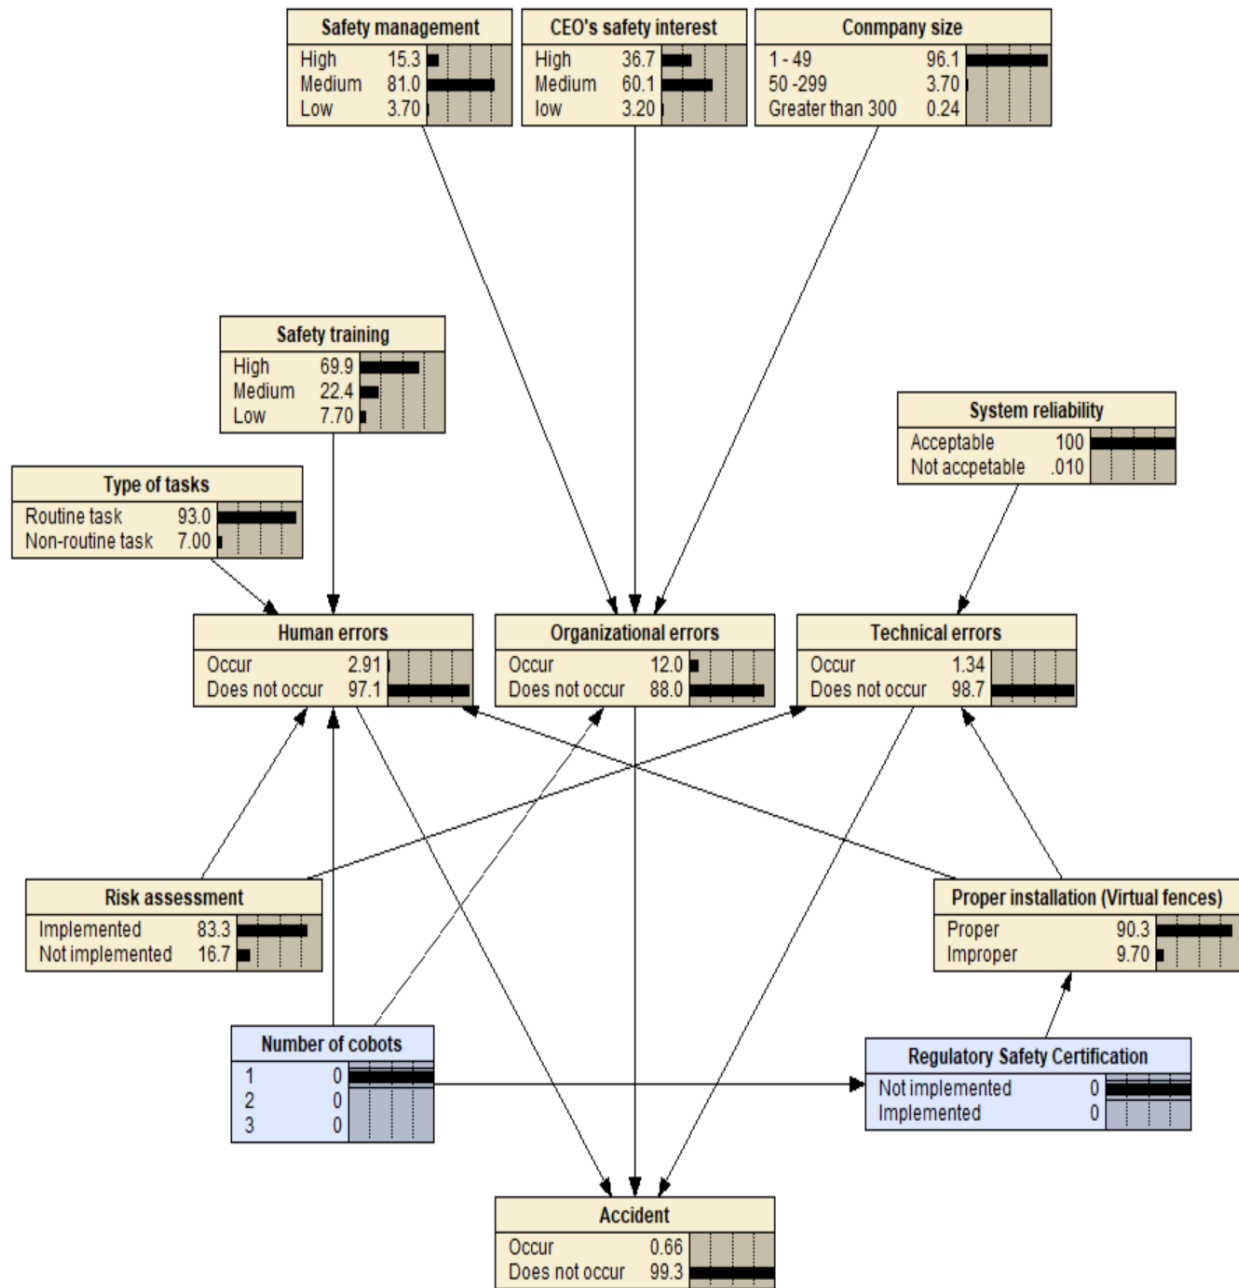 Safety management
High 15.3
Medium 81.0
Low 3.70
CEO's safety interest
High 36.7
Medium 60.1
low 3.20
Conmpany size
1 - 49 96.1
50 -299 3.70
Greater than 300 0.24
Safety training
High 69.9
Medium 22.4
Low 7.70
System reliability
Acceptable 100
Not accpetable .010
Type of tasks
Routine task 93.0
Non-routine task 7.00
Human errors
Occur 2.91
Does not occur 97.1
Organizational errors
Occur 12.0
Does not occur 88.0
Technical errors
Occur 1.34
Does not occur 98.7
Risk assessment
Implemented 83.3
Not implemented 16.7
Proper installation (Virtual fences)
Proper 90.3
Improper 9.70
Number of cobots
1 0
2 0
3 0
Regulatory Safety Certification
Not implemented 0
Implemented 0
Accident
Occur 0.66
Does not occur 99.3